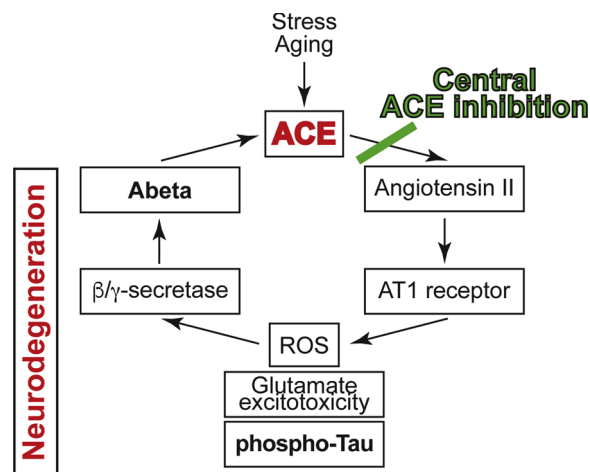 Stress
Aging
Central
ACE inhibition
ACE
Abeta
Angiotensin II
β/γ-secretase
AT1 receptor
ROS
Glutamate
excitotoxicity
phospho-Tau
Neurodegeneration